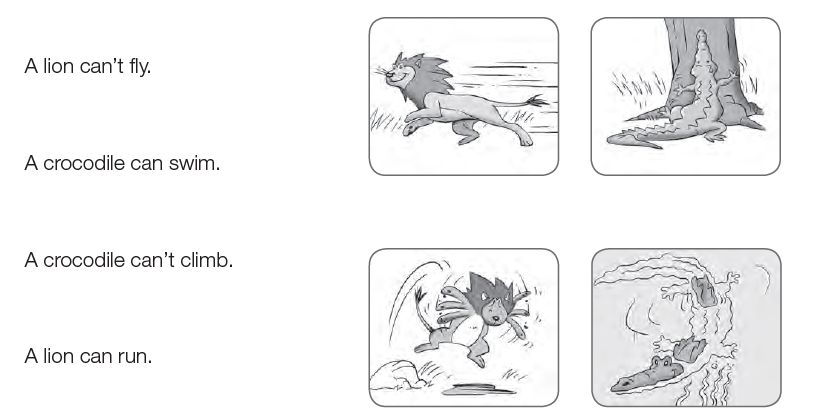 A lion can’t fly.
A crocodile can swim.
A crocodile can’t climb.
A lion can run.